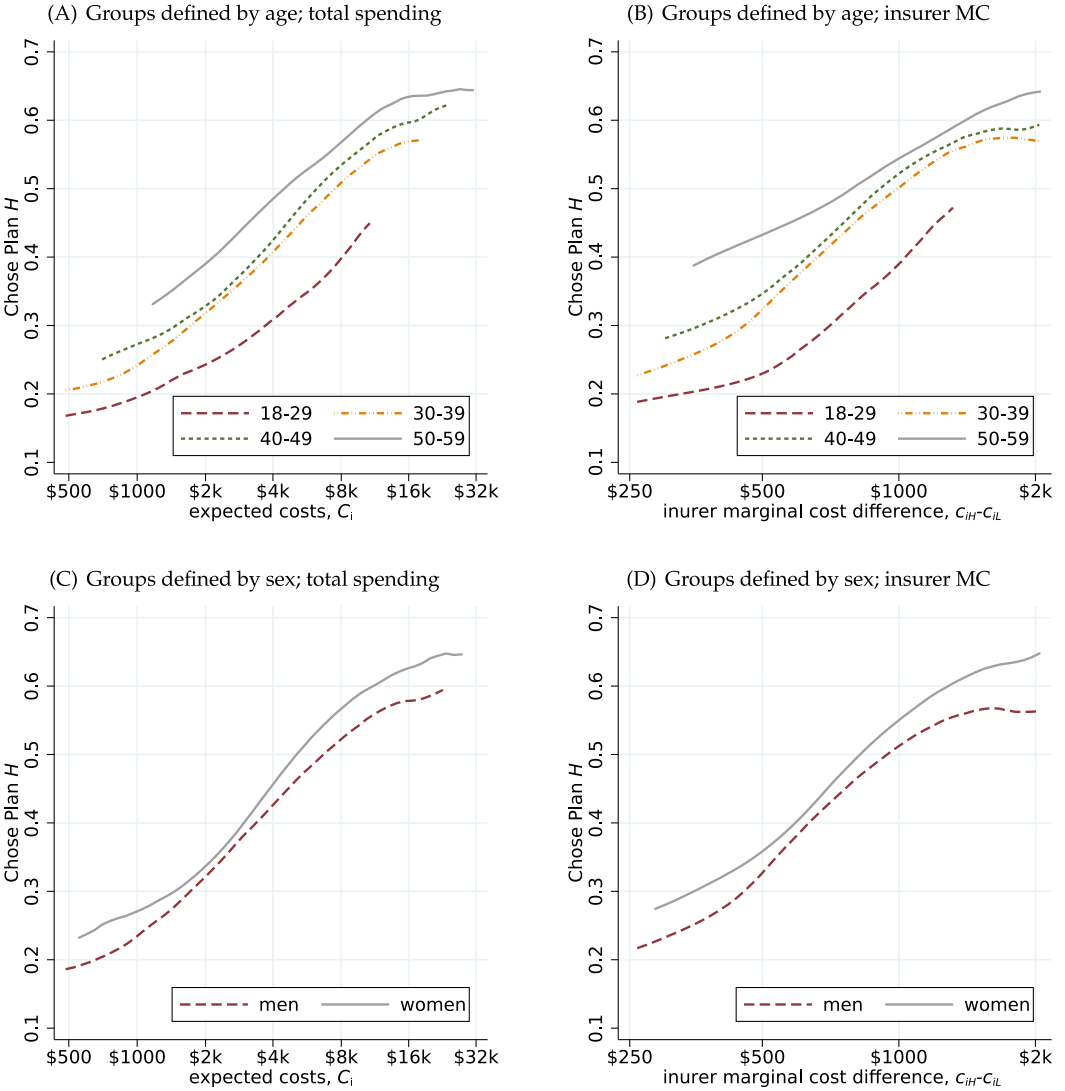 (A) Groups defined by age; total spending
Chose Plan H
0.7
0.6
0.5
0.4
0.3
0.2
0.1
18-29 30-39
40-49 50-59
$500 $1000 $2k $4k $8k $16k $32k
expected costs, Ci
(B) Groups defined by age; insurer MC
Chose Plan H
0.7
0.6
0.5
0.4
0.3
0.2
0.1
18-29 30-39
40-49 50-59
$250 $500 $1000 $2k
inurer marginal cost difference, ciH-ciL
(C) Groups defined by sex; total spending
Chose Plan H
0.7
0.6
0.5
0.4
0.3
0.2
0.1
men women
$500 $1000 $2k $4k $8k $16k $32k
expected costs, Ci
(D) Groups defined by sex; insurer MC
Chose Plan H
0.7
0.6
0.5
0.4
0.3
0.2
0.1
men women
$250 $500 $1000 $2k
inurer marginal cost difference, ciH-ciL